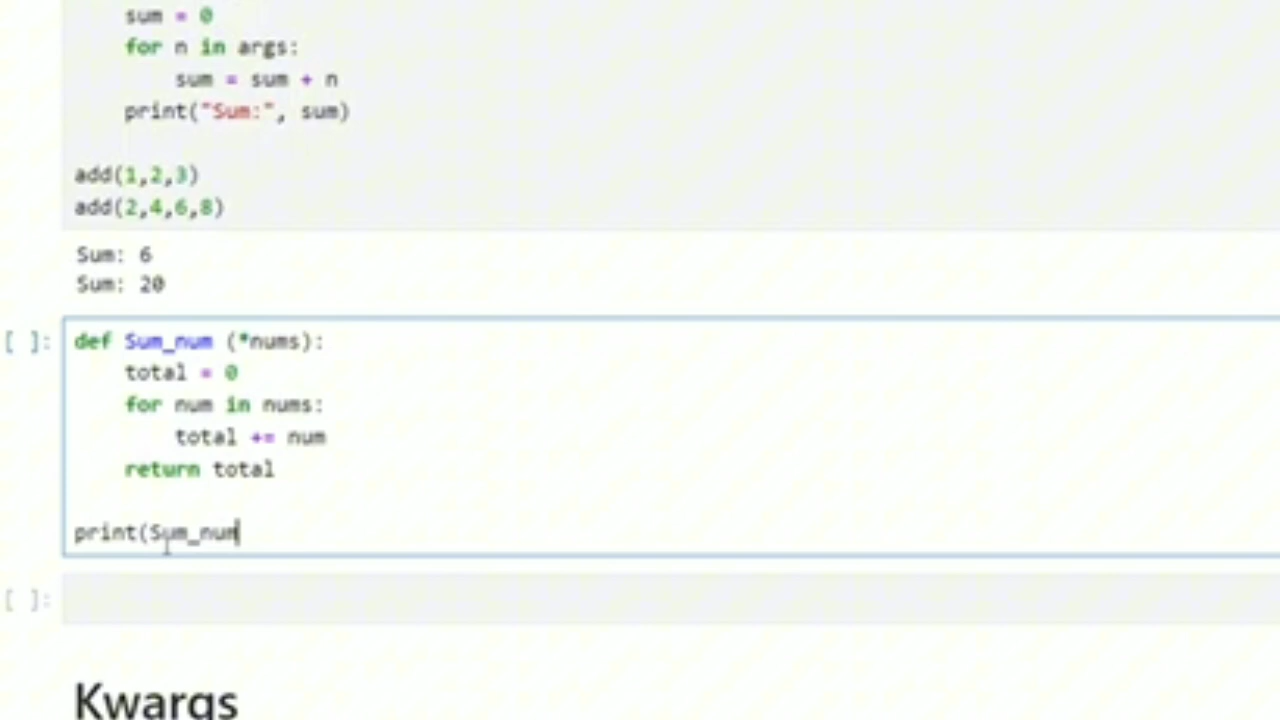 sum = 0
for n in args:
sum = sum + n
print("Sum:", sum)
add(1,2,3)
add(2,4,6,8)
Sum: 6
Sum: 20
[ ]:
def Sum_num (*nums):
total = 0
for num in nums:
total += num
return total
print(Sum_num
[ ]:
Kwargs